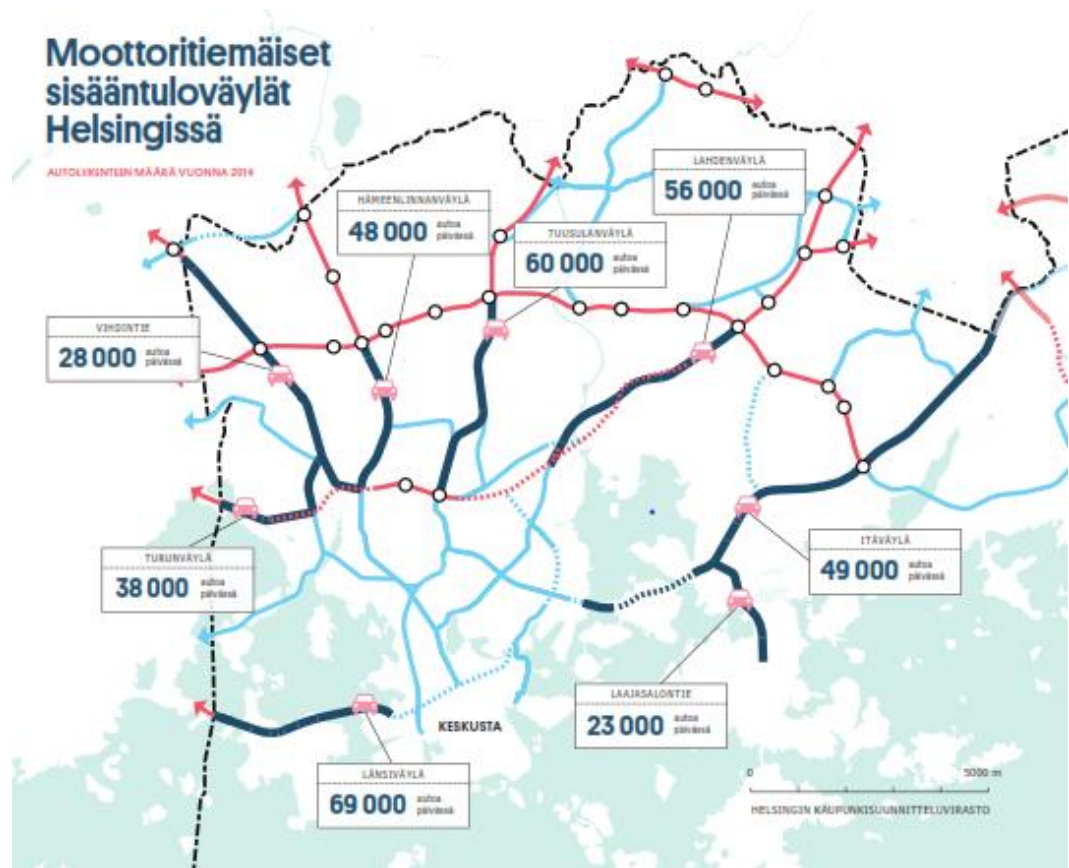 Moottoritiemäiset
sisääntuloväylät
Helsingissä
AUTOLIIKENTEEN MÄÄRÄ VUONNA 2014
LAHDENVÄYLÄ
56 000 autoa
päivässä
HÄMEENLINNANVÄYLÄ
48 000 autoa
päivässä
TUUSULANVÄYLÄ
60 000 autoa
päivässä
VIHDINTIE
28 000 autoa
päivässä
TURUNVÄYLÄ
38 000 autoa
päivässä
ITÄVÄYLÄ
49 000 autoa
päivässä
LAAJASALONTIE
23 000 autoa
päivässä
KESKUSTA
LÄNSIVÄYLÄ
69 000 autoa
päivässä
0 5000 m
HELSINGIN KAUPUNKISUUNNITTELUVIRASTO